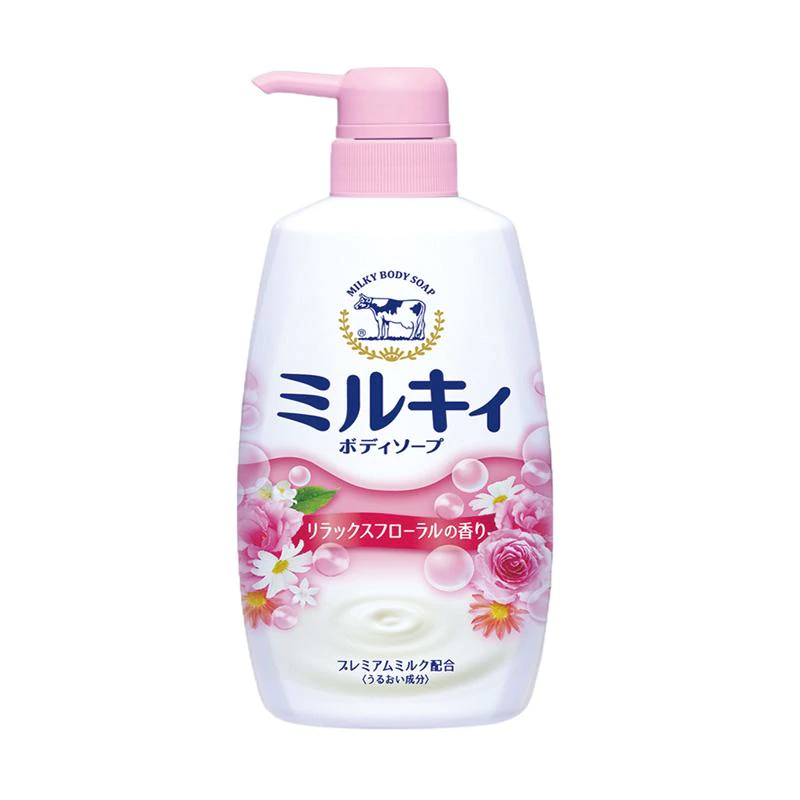 MILKY BODY SOAP
®
ミルキィ
ボディソープ
リラックスフローラルの香り
プレミアムミルク配合
〈うるおい成分〉